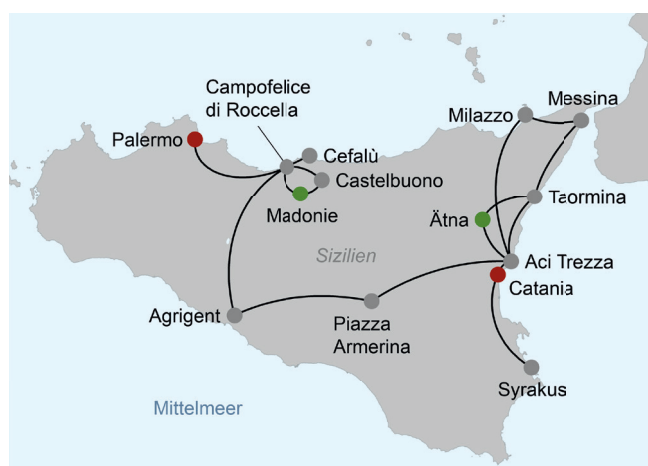 Campofelice
di Roccella
Palermo
Cefalù
Castelbuono
Madonie
Milazzo
Messina
Taormina
Ätna
Sizilien
Aci Trezza
Catania
Agrigent
Piazza
Armerina
Syrakus
Mittelmeer